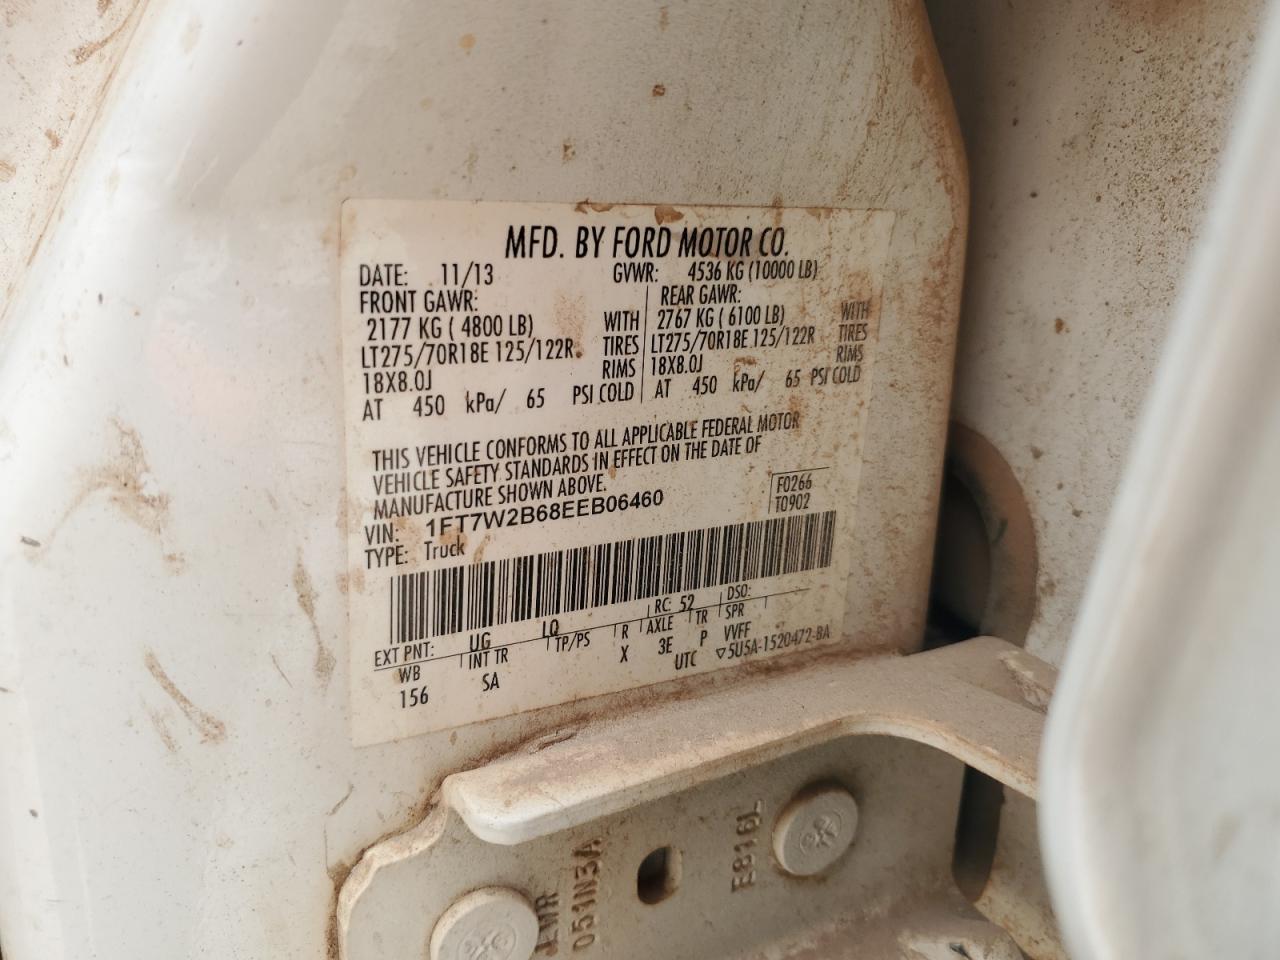 MFD. BY FORD MOTOR CO.
DATE: 11/13 GVWR: 4536 KG (10000 LB)
FRONT GAWR: REAR GAWR:
2177 KG ( 4800 LB) WITH 2767 KG ( 6100 LB) WITH
LT275/70R18E 125/122R TIRES LT275/70R18E 125/122R TIRES
18X8.0J RIMS 18X8.0J RIMS
AT 450 kPa/ 65 PSI COLD AT 450 kPa/ 65 PSI COLD
THIS VEHICLE CONFORMS TO ALL APPLICABLE FEDERAL MOTOR
VEHICLE SAFETY STANDARDS IN EFFECT ON THE DATE OF
MANUFACTURE SHOWN ABOVE.
VIN: 1FT7W2B68EEB06460 F0266
TYPE: Truck T0902
EXT PNT: UG LQ RC: 52 DSO:
WB INT TR TP/PS R AXLE TR SPR
156 SA X 3E P VVFF
UTC ▽5U5A-1520472-BA
051N3A
E816L